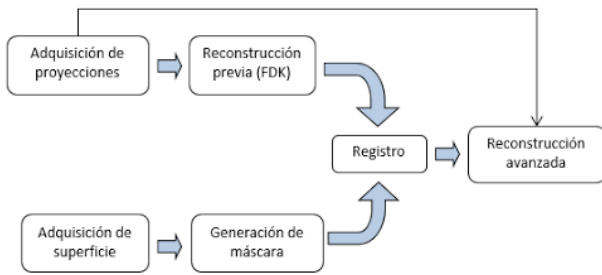 Adquisición de
proyecciones
Reconstrucción
previa (FDK)
Registro
Reconstrucción
avanzada
Adquisición de
superficie
Generación de
máscara